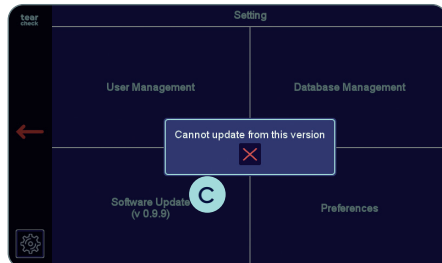 tear
check
Setting
User Management
Database Management
Cannot update from this version
C
Software Update
(v 0.9.9)
Preferences